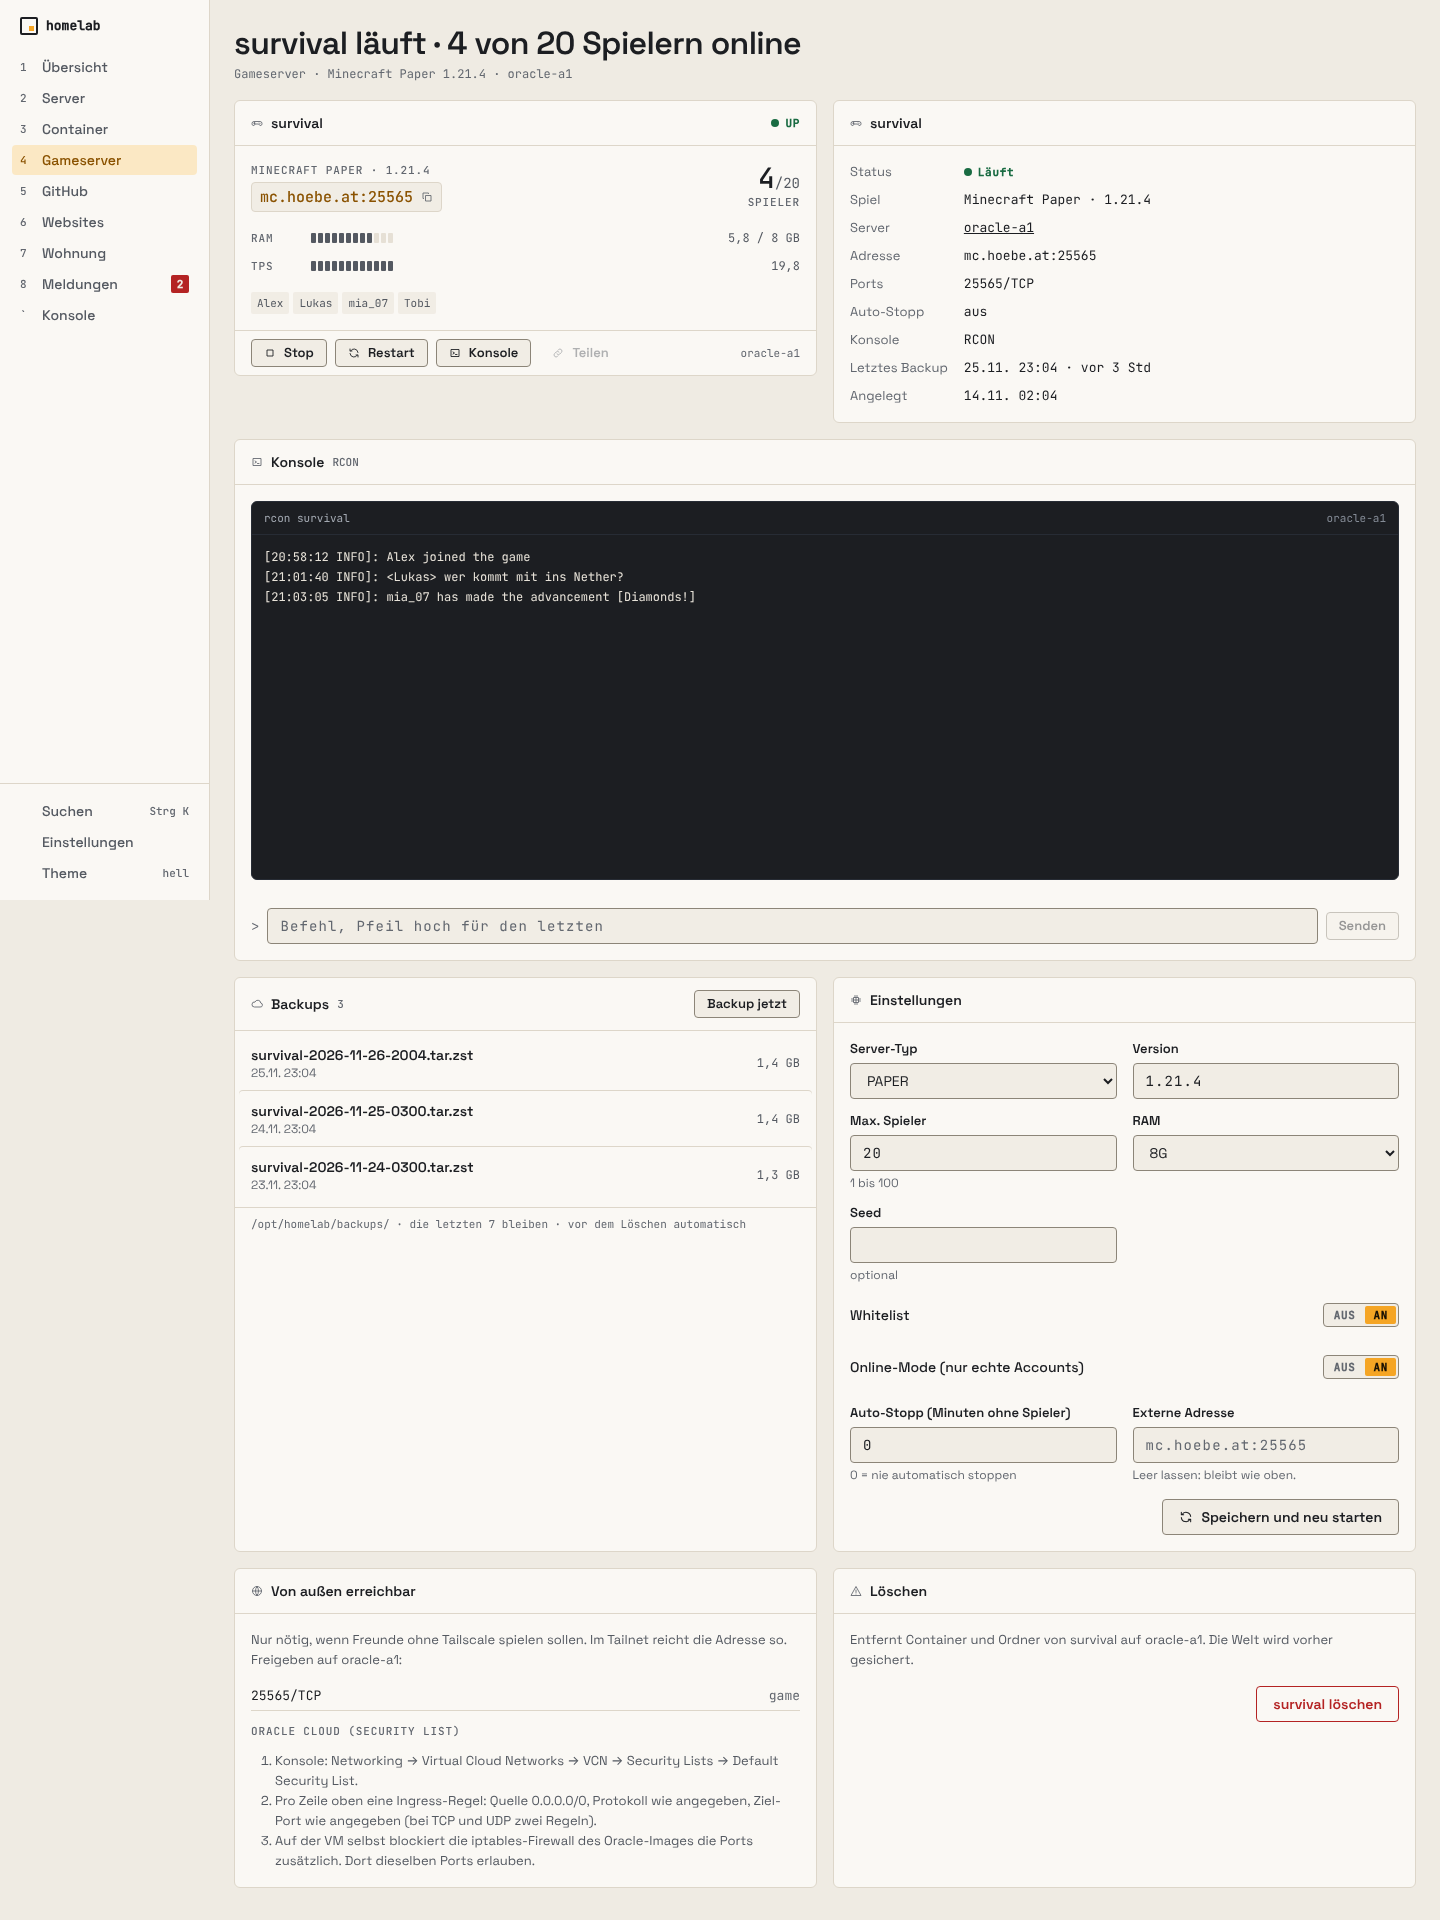 homelab
1 Übersicht
2 Server
3 Container
4 Gameserver
5 GitHub
6 Websites
7 Wohnung
8 Meldungen 2
` Konsole
Suchen Strg K
Einstellungen
Theme hell
survival läuft · 4 von 20 Spielern online
Gameserver · Minecraft Paper 1.21.4 · oracle-a1
survival UP
MINECRAFT PAPER · 1.21.4
mc.hoebe.at:25565
4/20
SPIELER
RAM 5,8 / 8 GB
TPS 19,8
Alex Lukas mia_07 Tobi
Stop Restart Konsole Teilen oracle-a1
survival
Status Läuft
Spiel Minecraft Paper · 1.21.4
Server oracle-a1
Adresse mc.hoebe.at:25565
Ports 25565/TCP
Auto-Stopp aus
Konsole RCON
Letztes Backup 25.11. 23:04 · vor 3 Std
Angelegt 14.11. 02:04
Konsole RCON
rcon survival oracle-a1
[20:58:12 INFO]: Alex joined the game
[21:01:40 INFO]: <Lukas> wer kommt mit ins Nether?
[21:03:05 INFO]: mia_07 has made the advancement [Diamonds!]
> Befehl, Pfeil hoch für den letzten Senden
Backups 3 Backup jetzt
survival-2026-11-26-2004.tar.zst
25.11. 23:04
1,4 GB
survival-2026-11-25-0300.tar.zst
24.11. 23:04
1,4 GB
survival-2026-11-24-0300.tar.zst
23.11. 23:04
1,3 GB
/opt/homelab/backups/ · die letzten 7 bleiben · vor dem Löschen automatisch
Einstellungen
Server-Typ Version
PAPER 1.21.4
Max. Spieler RAM
20 8G
1 bis 100
Seed
optional
Whitelist AUS AN
Online-Mode (nur echte Accounts) AUS AN
Auto-Stopp (Minuten ohne Spieler) Externe Adresse
0 mc.hoebe.at:25565
0 = nie automatisch stoppen Leer lassen: bleibt wie oben.
Speichern und neu starten
Von außen erreichbar
Nur nötig, wenn Freunde ohne Tailscale spielen sollen. Im Tailnet reicht die Adresse so.
Freigeben auf oracle-a1:
25565/TCP game
ORACLE CLOUD (SECURITY LIST)
1. Konsole: Networking → Virtual Cloud Networks → VCN → Security Lists → Default
Security List.
2. Pro Zeile oben eine Ingress-Regel: Quelle 0.0.0.0/0, Protokoll wie angegeben, Ziel-
Port wie angegeben (bei TCP und UDP zwei Regeln).
3. Auf der VM selbst blockiert die iptables-Firewall des Oracle-Images die Ports
zusätzlich. Dort dieselben Ports erlauben.
Löschen
Entfernt Container und Ordner von survival auf oracle-a1. Die Welt wird vorher
gesichert.
survival löschen